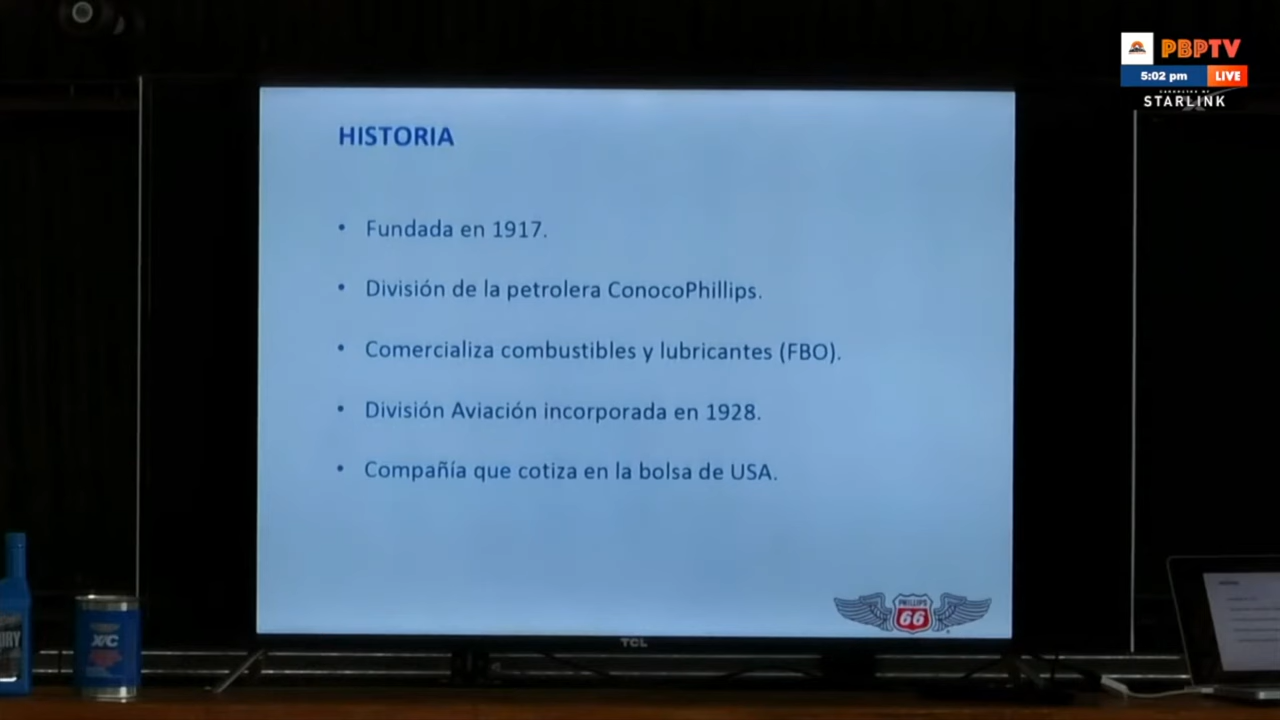 PBPTV
5:02 pm
LIVE
STARLINK
HISTORIA
• Fundada en 1917.
• División de la petrolera ConocoPhillips.
• Comercializa combustibles y lubricantes (FBO).
• División Aviación incorporada en 1928.
• Compañía que cotiza en la bolsa de USA.
PHILLIPS
66
TCL
X/C